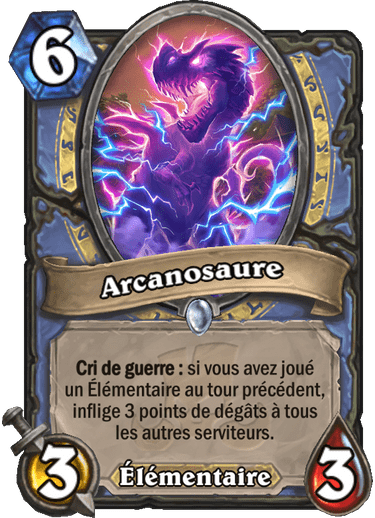 6
Arcanosaure
Cri de guerre : si vous avez joué
un Élémentaire au tour précédent,
inflige 3 points de dégâts à tous
les autres serviteurs.
3 Élémentaire 3